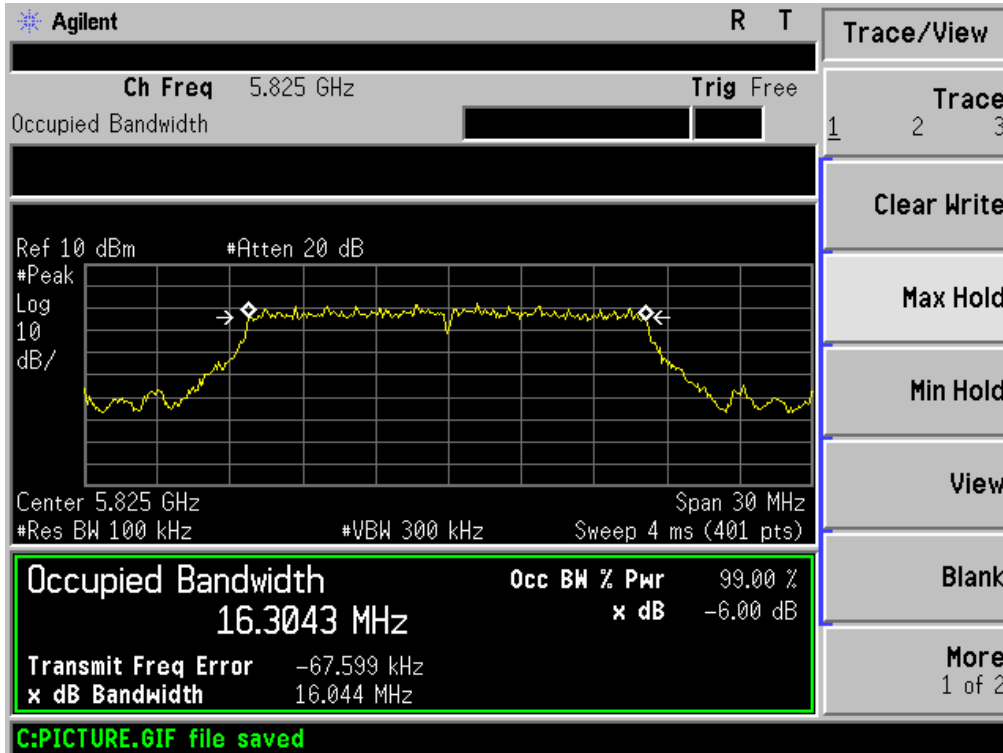 Agilent R T
Trace/View
Ch Freq 5.825 GHz Trig Free
Occupied Bandwidth
Trace
1 2 3
Clear Write
Max Hold
Min Hold
View
Blank
More
1 of 2
Ref 10 dBm #Atten 20 dB
#Peak
Log
10
dB/
Center 5.825 GHz Span 30 MHz
#Res BW 100 kHz #VBW 300 kHz Sweep 4 ms (401 pts)
Occupied Bandwidth
16.3043 MHz
Occ BW % Pwr 99.00 %
x dB -6.00 dB
Transmit Freq Error -67.599 kHz
x dB Bandwidth 16.044 MHz
C:PICTURE.GIF file saved